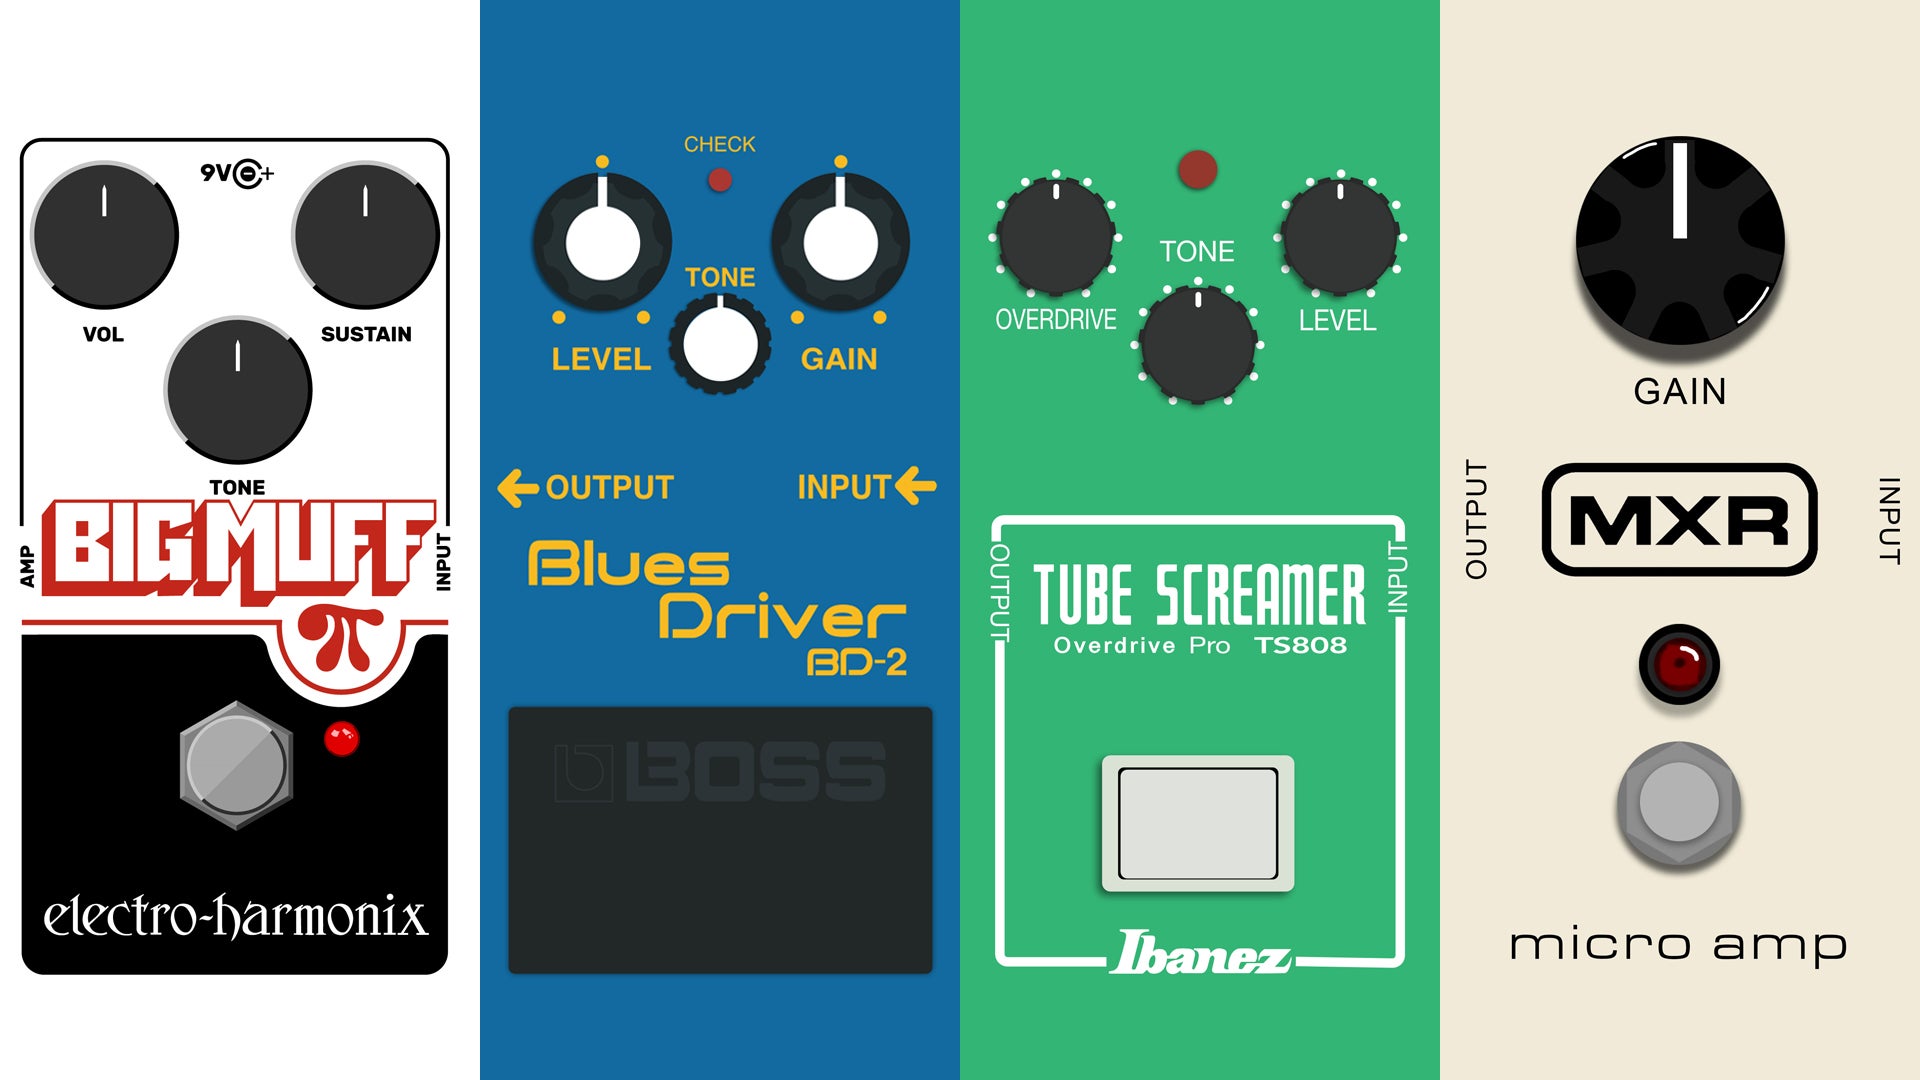 9V
VOL
SUSTAIN
TONE
AMP
BIG MUFF
INPUT
π
electro-harmonix
CHECK
TONE
LEVEL
GAIN
OUTPUT
INPUT
Blues
Driver
BD-2
BOSS
TONE
OVERDRIVE
LEVEL
OUTPUT
INPUT
TUBE SCREAMER
Overdrive Pro TS808
Ibanez
GAIN
OUTPUT
MXR
INPUT
micro amp